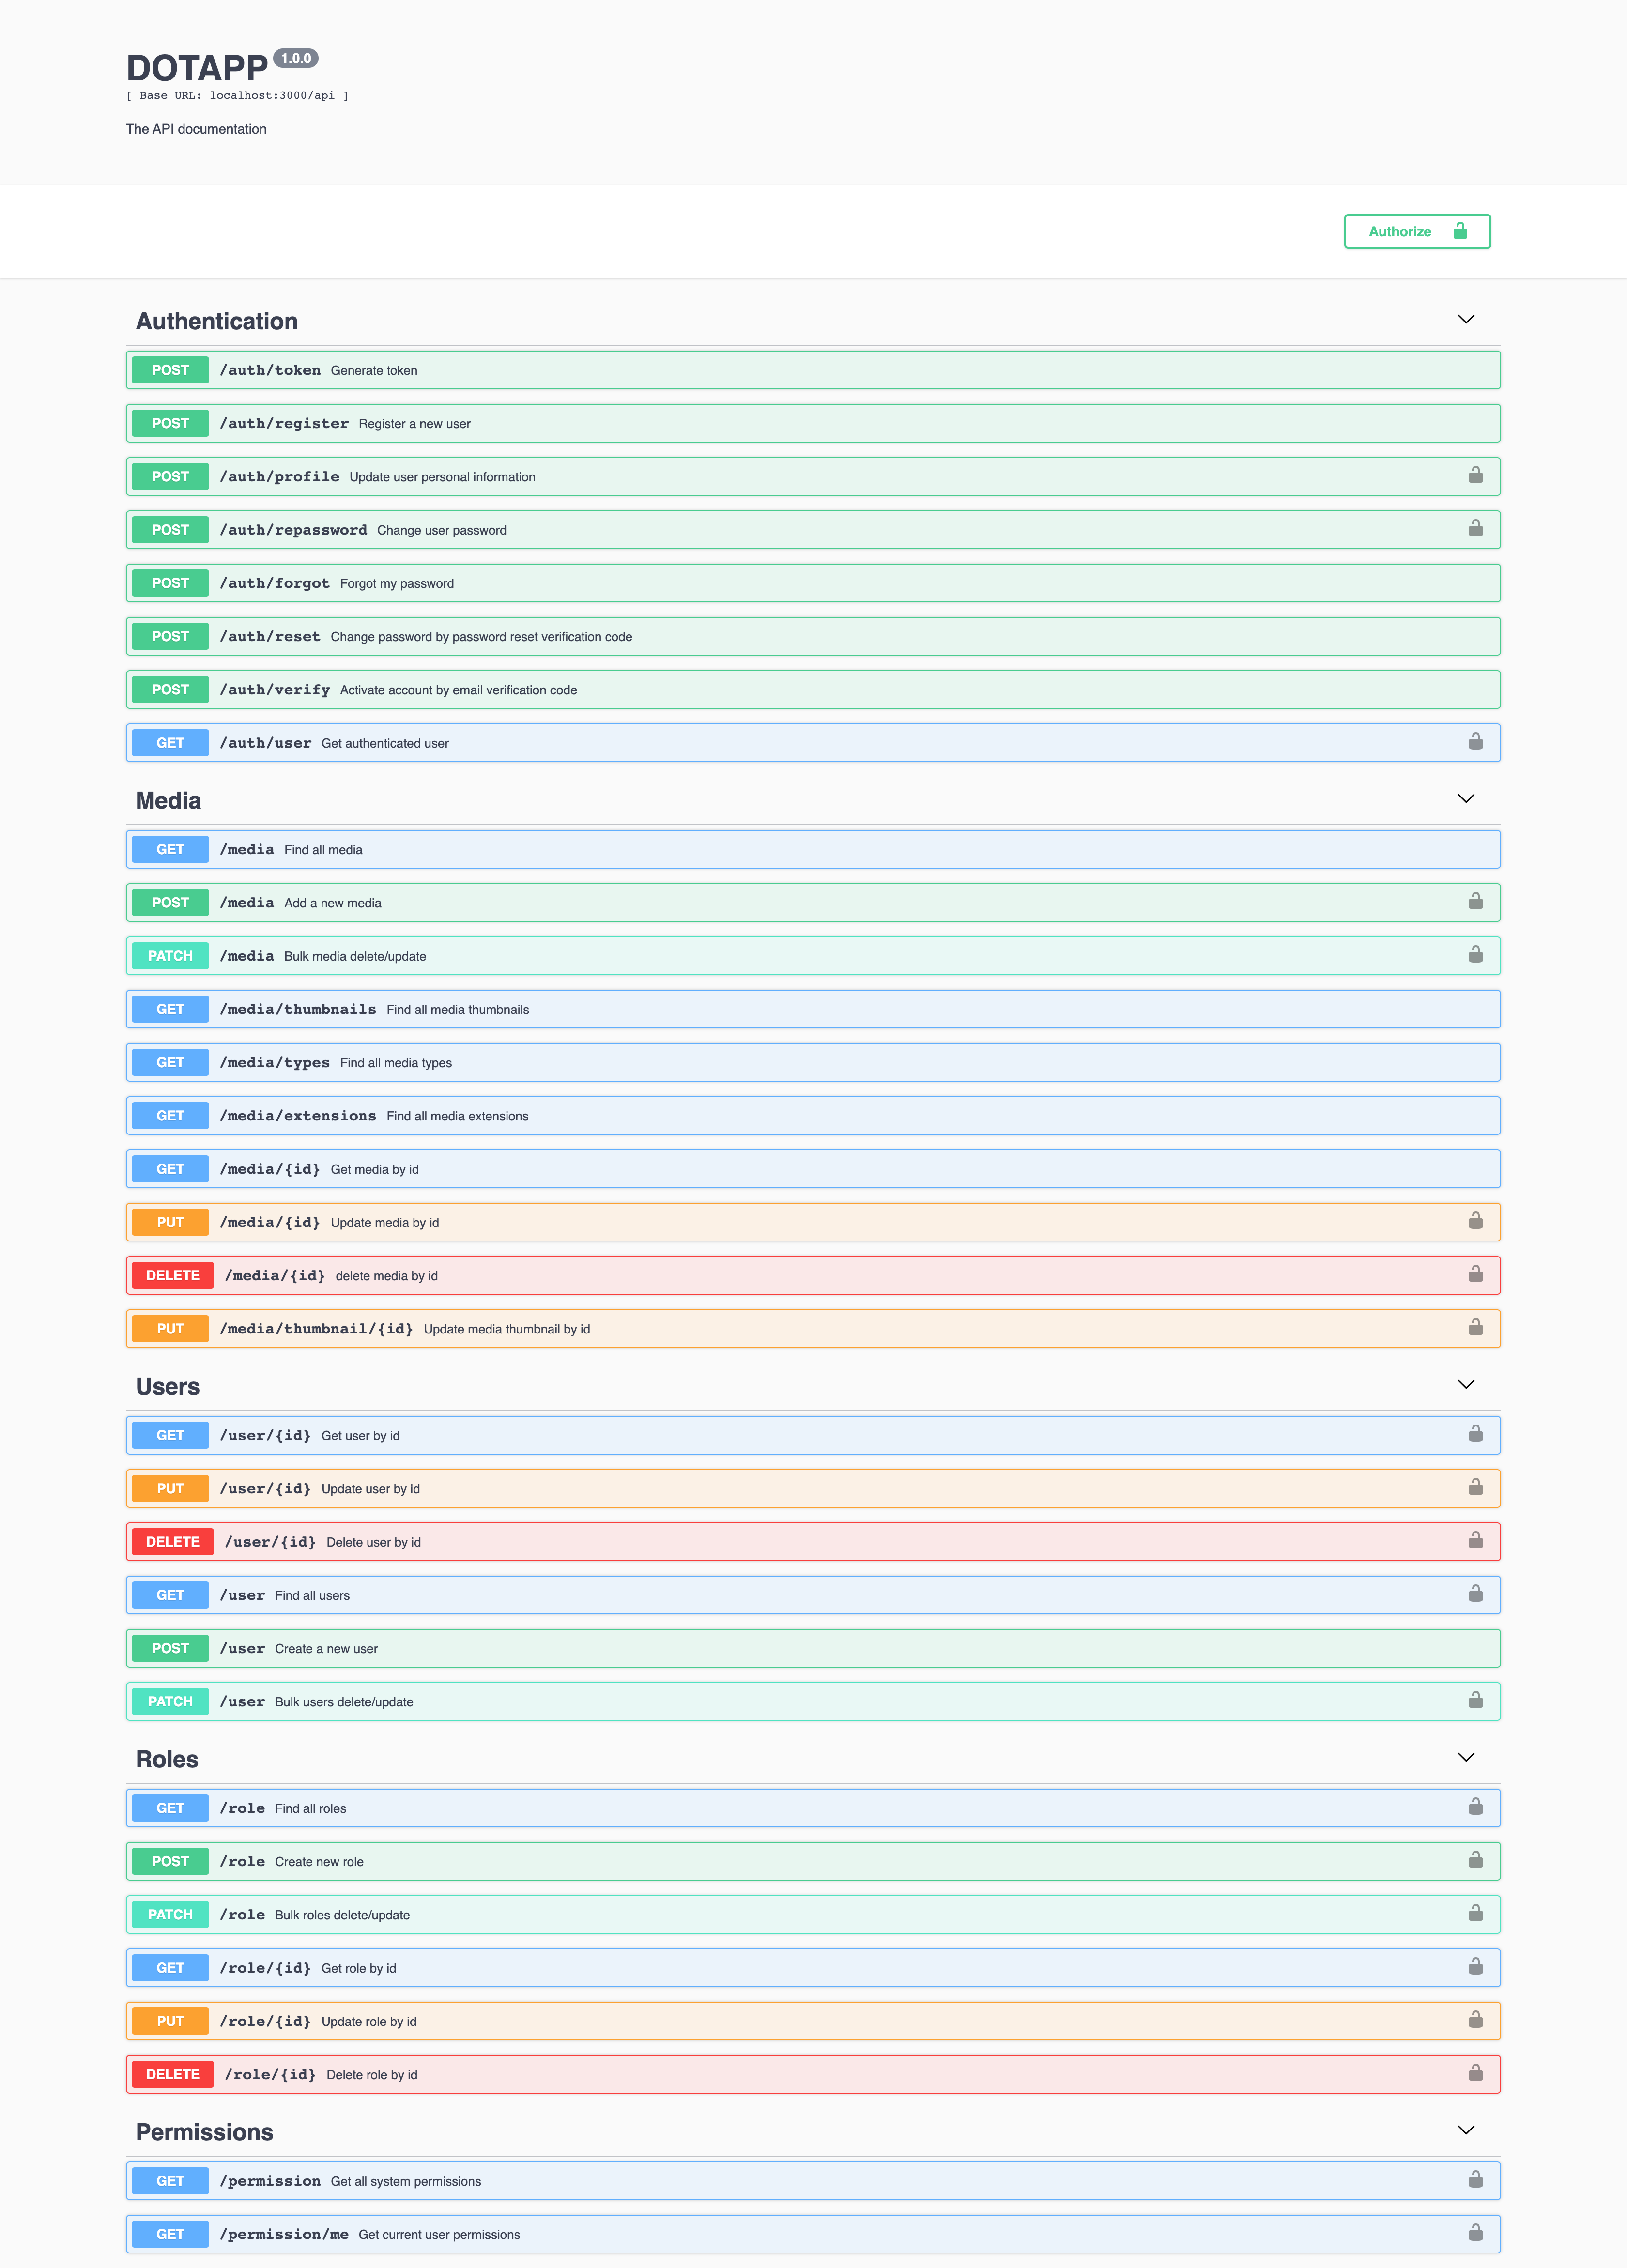 DOTAPP 1.0.0
[ Base URL: localhost:3000/api ]
The API documentation
Authorize
Authentication
POST /auth/token Generate token
POST /auth/register Register a new user
POST /auth/profile Update user personal information
POST /auth/repassword Change user password
POST /auth/forgot Forgot my password
POST /auth/reset Change password by password reset verification code
POST /auth/verify Activate account by email verification code
GET /auth/user Get authenticated user
Media
GET /media Find all media
POST /media Add a new media
PATCH /media Bulk media delete/update
GET /media/thumbnails Find all media thumbnails
GET /media/types Find all media types
GET /media/extensions Find all media extensions
GET /media/{id} Get media by id
PUT /media/{id} Update media by id
DELETE /media/{id} delete media by id
PUT /media/thumbnail/{id} Update media thumbnail by id
Users
GET /user/{id} Get user by id
PUT /user/{id} Update user by id
DELETE /user/{id} Delete user by id
GET /user Find all users
POST /user Create a new user
PATCH /user Bulk users delete/update
Roles
GET /role Find all roles
POST /role Create new role
PATCH /role Bulk roles delete/update
GET /role/{id} Get role by id
PUT /role/{id} Update role by id
DELETE /role/{id} Delete role by id
Permissions
GET /permission Get all system permissions
GET /permission/me Get current user permissions